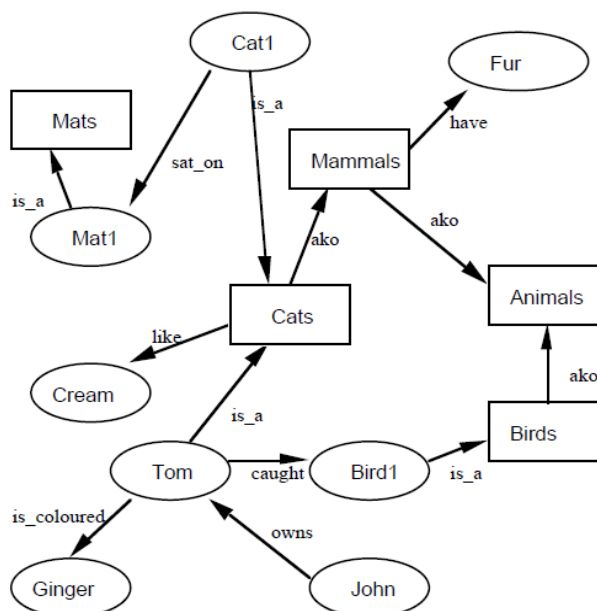 Cat1
Fur
is_a
Mats
have
Mammals
sat_on
is_a
Mat1
ako
ako
Cats
Animals
like
Cream
ako
is_a
Birds
Tom
caught
Bird1
is_a
is_coloured
owns
Ginger
John